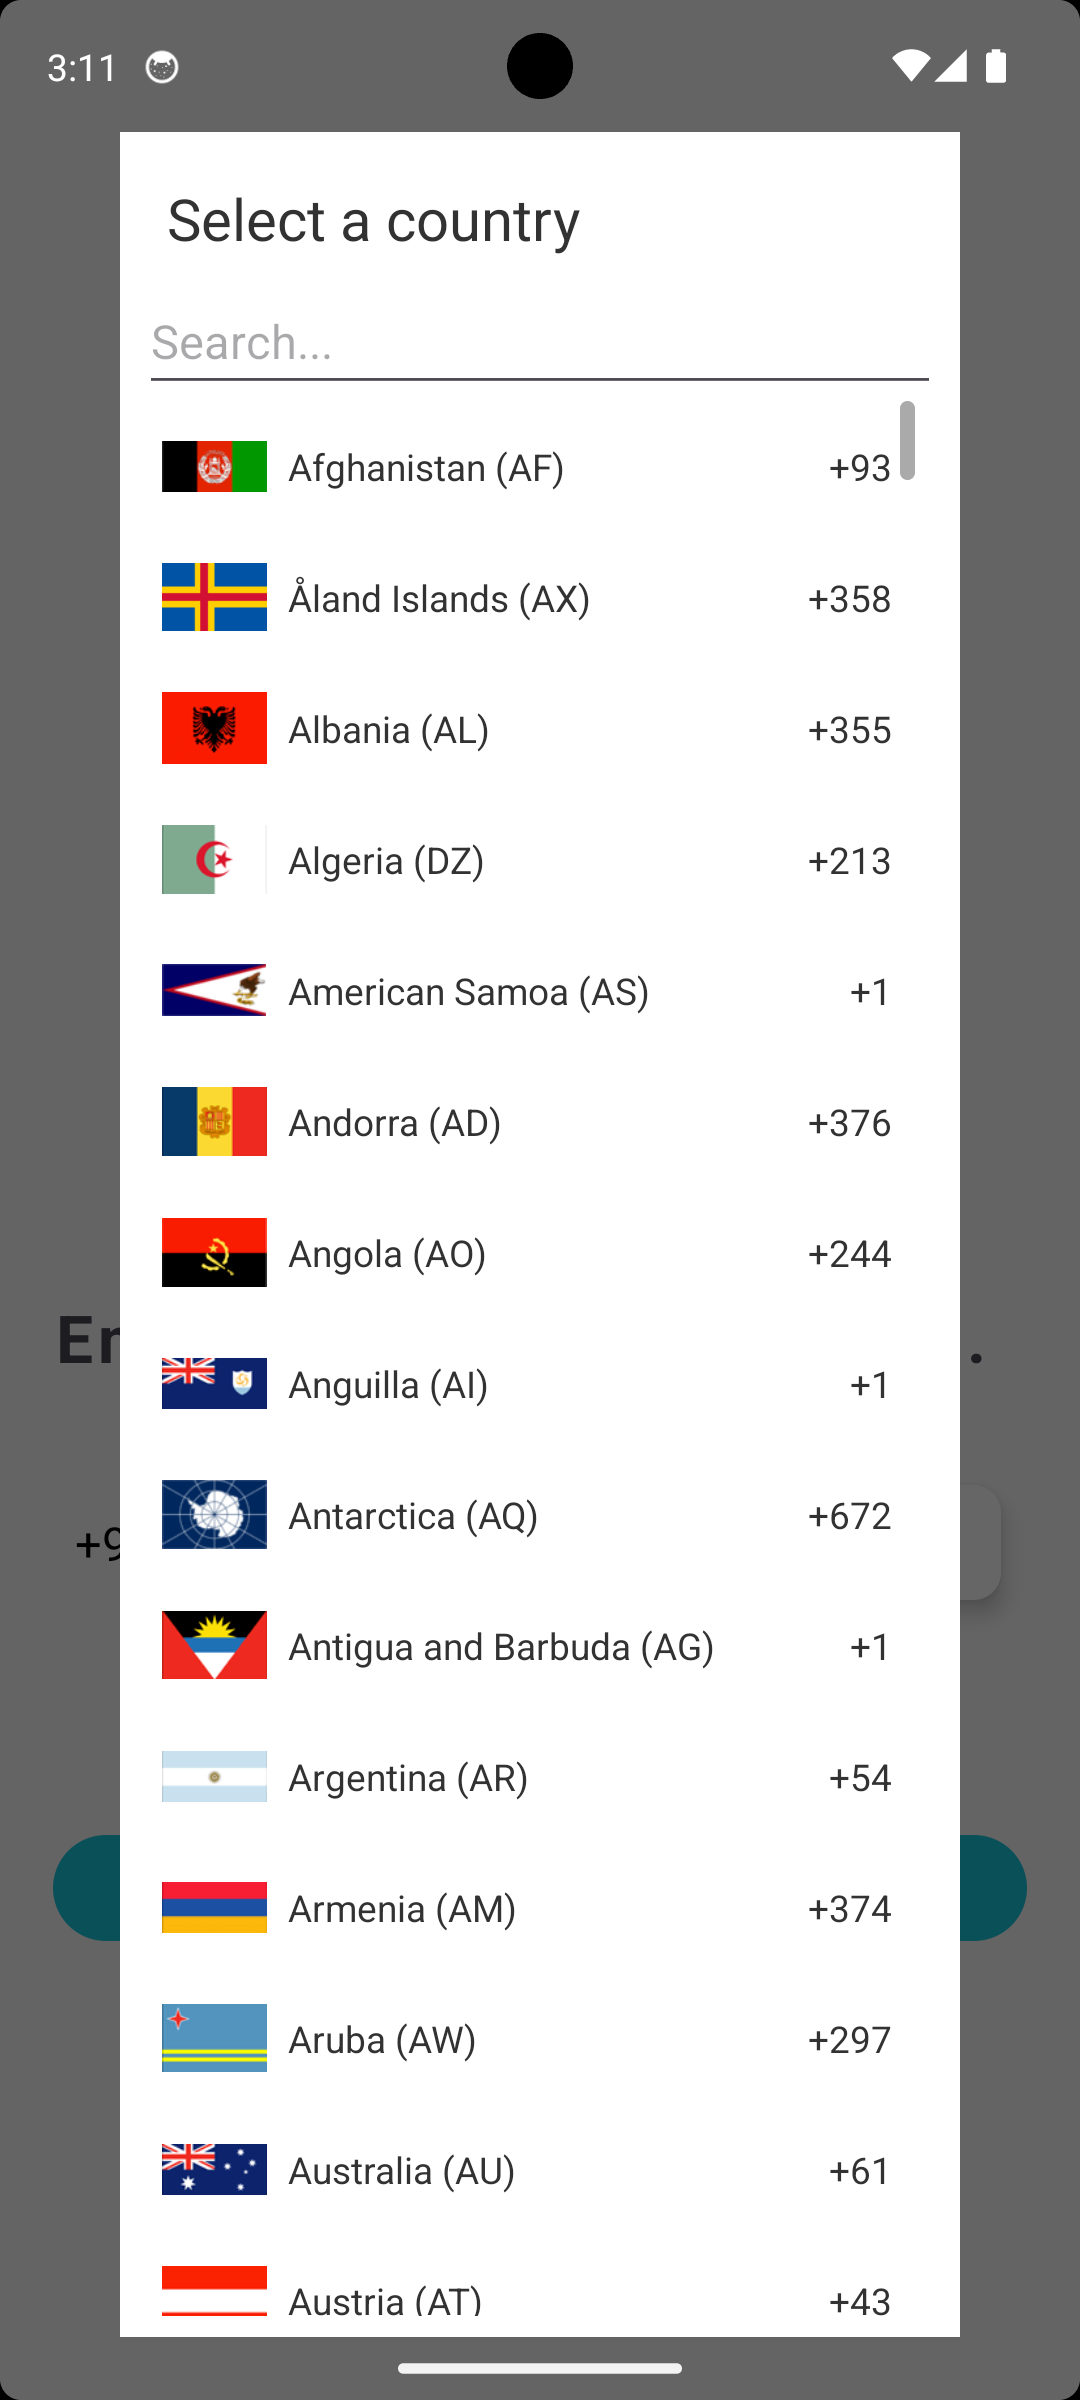 3:11
Select a country
Search...
Afghanistan (AF) +93
Åland Islands (AX) +358
Albania (AL) +355
Algeria (DZ) +213
American Samoa (AS) +1
Andorra (AD) +376
Angola (AO) +244
Anguilla (AI) +1
Antarctica (AQ) +672
Antigua and Barbuda (AG) +1
Argentina (AR) +54
Armenia (AM) +374
Aruba (AW) +297
Australia (AU) +61
Austria (AT) +43